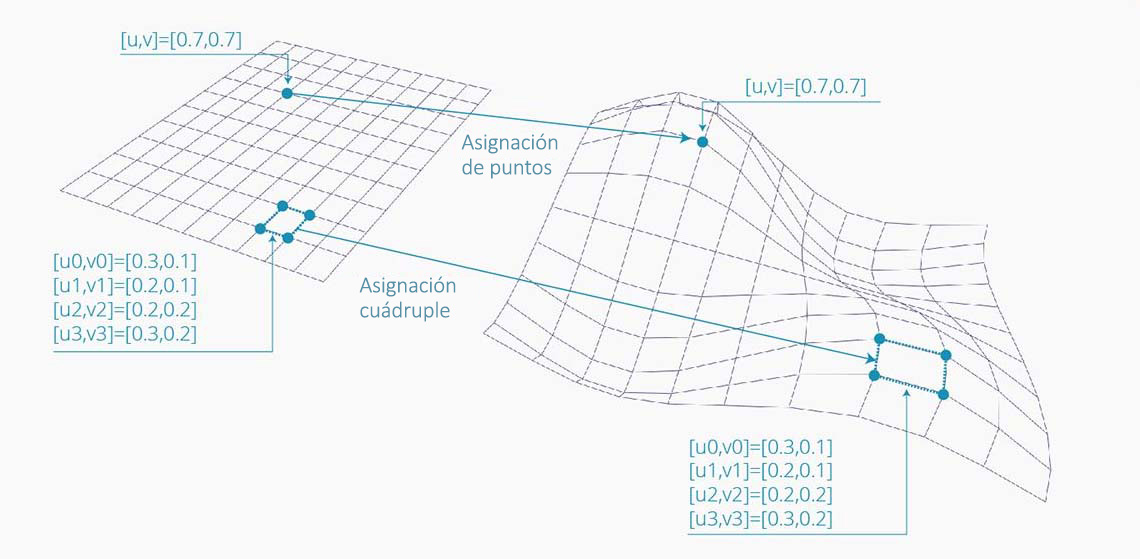 [u,v]=[0.7,0.7]
[u,v]=[0.7,0.7]
Asignación
de puntos
[u0,v0]=[0.3,0.1]
[u1,v1]=[0.2,0.1]
[u2,v2]=[0.2,0.2]
[u3,v3]=[0.3,0.2]
Asignación
cuádruple
[u0,v0]=[0.3,0.1]
[u1,v1]=[0.2,0.1]
[u2,v2]=[0.2,0.2]
[u3,v3]=[0.3,0.2]